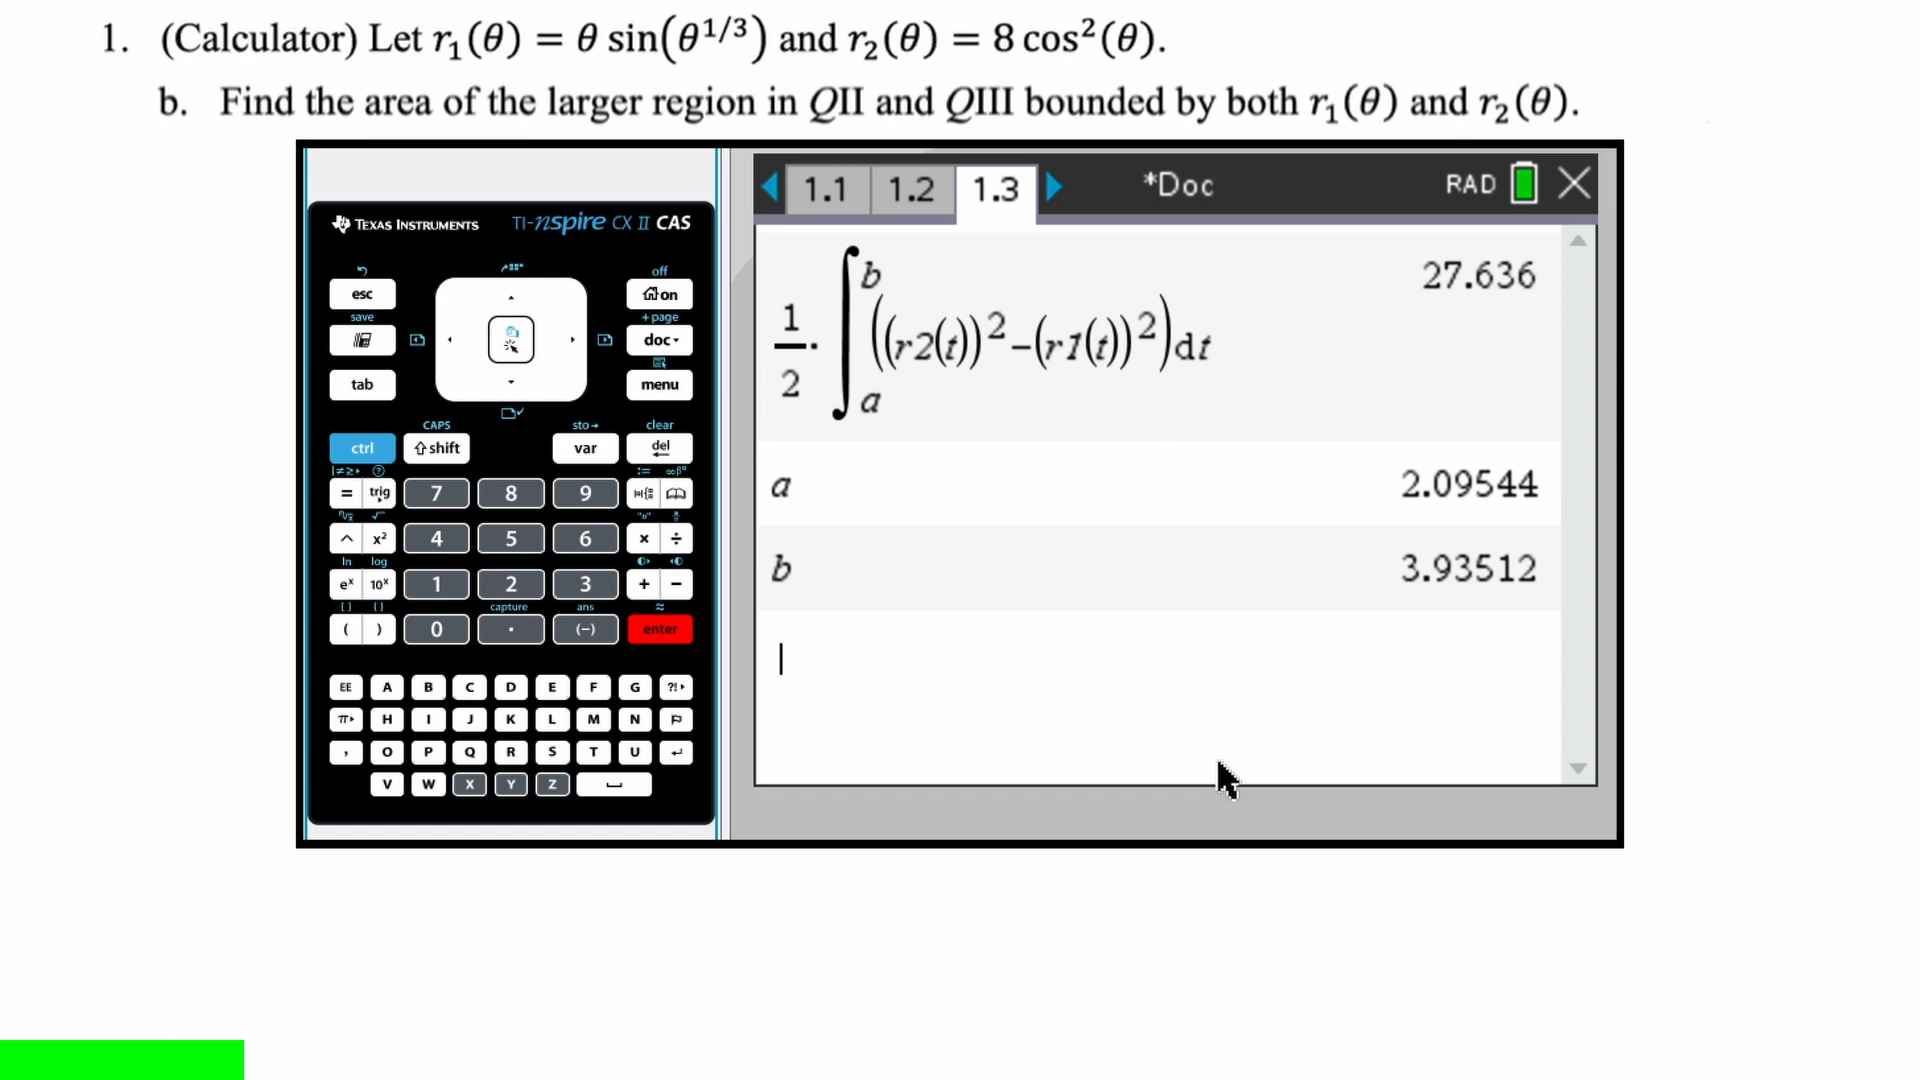 1. (Calculator) Let r₁(θ) = θ sin(θ^1/3) and r₂(θ) = 8 cos²(θ).
b. Find the area of the larger region in QII and QIII bounded by both r₁(θ) and r₂(θ).
TEXAS INSTRUMENTS TI-nspire CX II CAS
off
esc on
save +page
doc
tab menu
CAPS sto→ clear
ctrl shift var del
:= ∞β°
= trig 7 8 9
ⁿ√x √
^ x² 4 5 6 × ÷
ln log
eˣ 10ˣ 1 2 3 + −
[ ] { } capture ans ≈
( ) 0 . (−) enter
EE A B C D E F G ?!▸
π▸ H I J K L M N
, O P Q R S T U ↵
V W X Y Z
1.1 1.2 1.3 *Doc RAD
1/2 · ∫ₐᵇ ((r2(t))²−(r1(t))²)dt 27.636
a 2.09544
b 3.93512